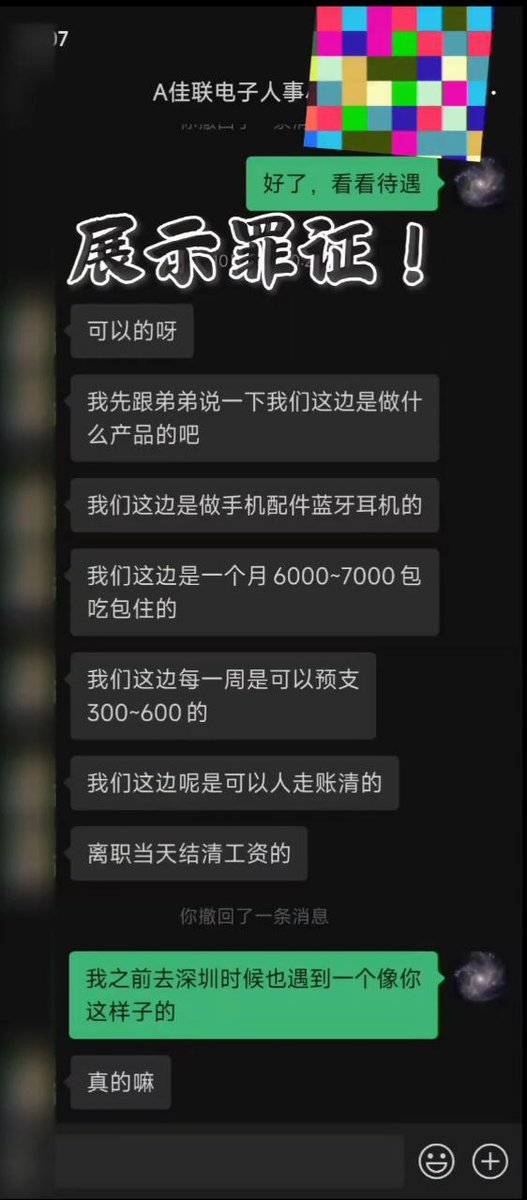 07
A佳联电子人事
好了，看看待遇
展示罪证！
可以的呀
我先跟弟弟说一下我们这边是做什
么产品的吧
我们这边是做手机配件蓝牙耳机的
我们这边是一个月 6000~7000 包
吃包住的
我们这边每一周是可以预支
300~600 的
我们这边呢是可以人走账清的
离职当天结清工资的
你撤回了一条消息
我之前去深圳时候也遇到一个像你
这样子的
真的嘛